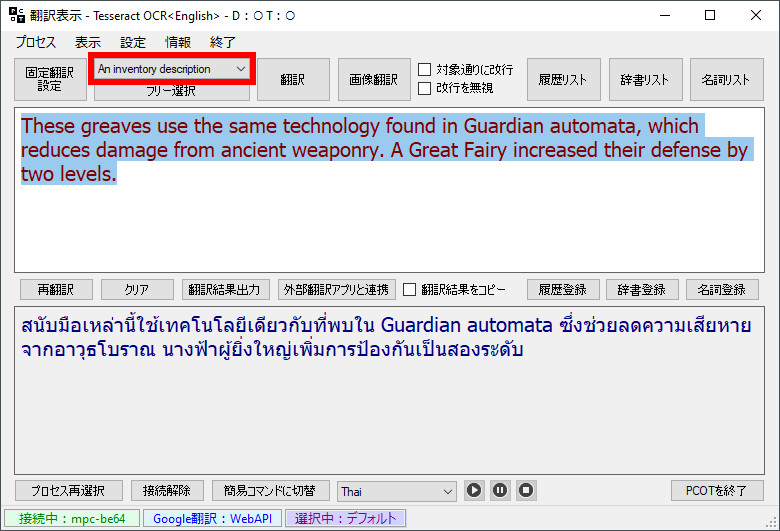 翻訳表示 - Tesseract OCR<English> - D：〇 T：〇
プロセス 表示 設定 情報 終了
固定翻訳
設定
An inventory description
フリー選択
翻訳
画像翻訳
対象通りに改行
改行を無視
履歴リスト
辞書リスト
名詞リスト
These greaves use the same technology found in Guardian automata, which
reduces damage from ancient weaponry. A Great Fairy increased their defense by
two levels.
再翻訳
クリア
翻訳結果出力
外部翻訳アプリと連携
翻訳結果をコピー
履歴登録
辞書登録
名詞登録
สนับมือเหล่านี้ใช้เทคโนโลยีเดียวกับที่พบใน Guardian automata ซึ่งช่วยลดความเสียหาย
จากอาวุธโบราณ นางฟ้าผู้ยิ่งใหญ่เพิ่มการป้องกันเป็นสองระดับ
プロセス再選択
接続解除
簡易コマンドに切替
Thai
PCOTを終了
接続中：mpc-be64
Google翻訳：WebAPI
選択中：デフォルト